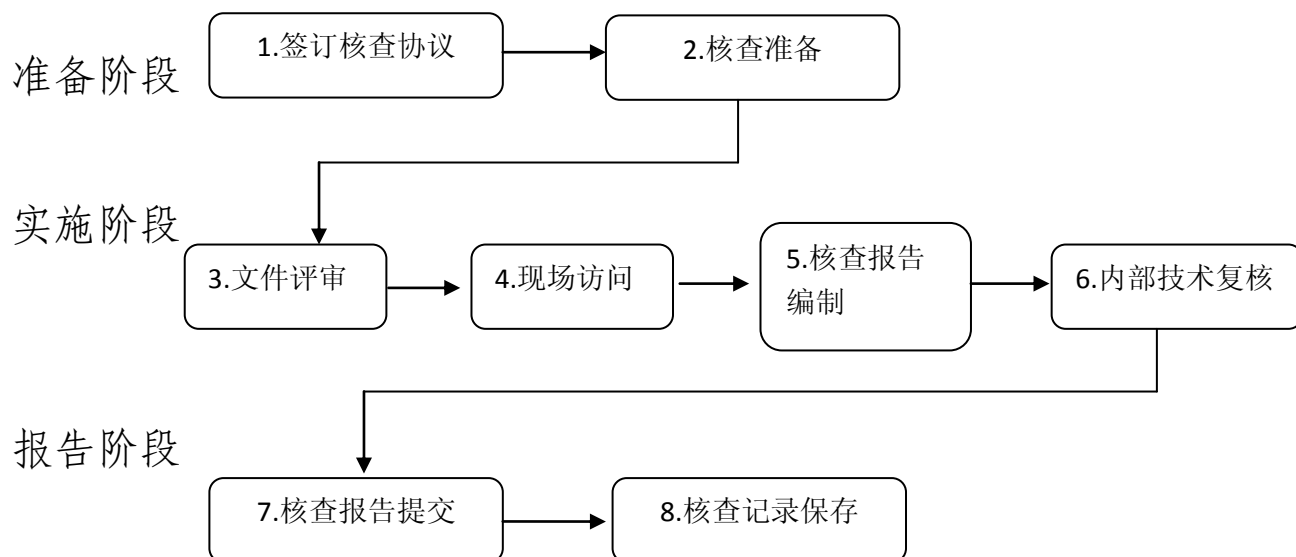 准备阶段
1.签订核查协议
2.核查准备
实施阶段
3.文件评审
4.现场访问
5.核查报告
编制
6.内部技术复核
报告阶段
7.核查报告提交
8.核查记录保存